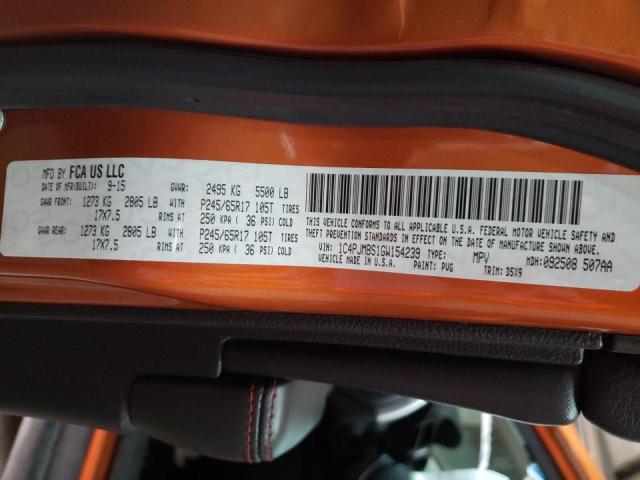 MFD BY FCA US LLC
DATE OF MFR(BUILT): 9-15 GVWR: 2495 KG 5500 LB
GAWR FRONT: 1273 KG 2805 LB WITH P245/65R17 105T TIRES
17X7.5 RIMS AT 250 KPA ( 36 PSI) COLD
GAWR REAR: 1273 KG 2805 LB WITH P245/65R17 105T TIRES
17X7.5 RIMS AT 250 KPA ( 36 PSI) COLD
THIS VEHICLE CONFORMS TO ALL APPLICABLE U.S.A. FEDERAL MOTOR VEHICLE SAFETY AND
THEFT PREVENTION STANDARDS IN EFFECT ON THE DATE OF MANUFACTURE SHOWN ABOVE.
VIN: 1C4PJMBS1GW154239 TYPE: MPV MDH: 092508 507AA
VEHICLE MADE IN U.S.A. PAINT: PVG TRIM: D5X9